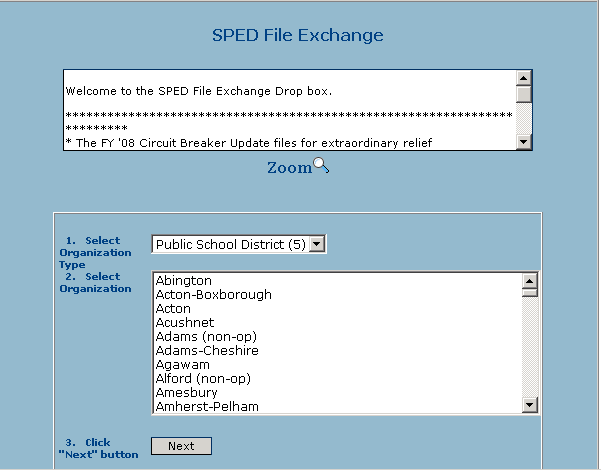 SPED File Exchange
Welcome to the SPED File Exchange Drop box.
****************************************************************
*********
* The FY '08 Circuit Breaker Update files for extraordinary relief
Zoom
1. Select
Organization
Type
Public School District (5)
2. Select
Organization
Abington
Acton-Boxborough
Acton
Acushnet
Adams (non-op)
Adams-Cheshire
Agawam
Alford (non-op)
Amesbury
Amherst-Pelham
3. Click
"Next" button
Next